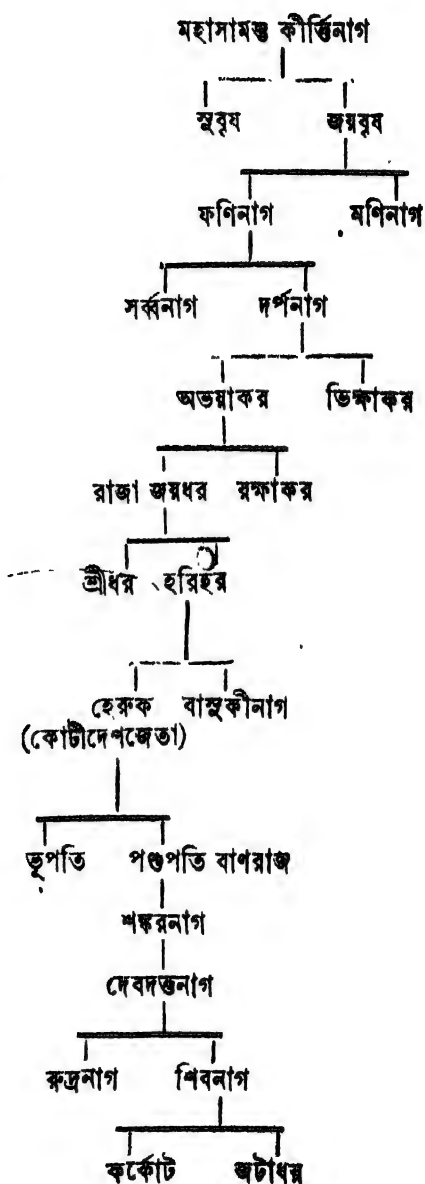 মহাসামন্ত কীর্ত্তিনাগ
সুবৃষ জয়বৃষ
ফণিনাগ মণিনাগ
সর্ব্বনাগ দর্পনাগ
অভয়াকর ভিক্ষাকর
রাজা জয়ধর রক্ষাকর
শ্রীধর হরিহর
হেরুক বাসুকীনাগ
(কোটীদেশজেতা)
ভূপতি পশুপতি বাণরাজ
শঙ্করনাগ
দেবদত্তনাগ
রুদ্রনাগ শিবনাগ
কর্কোট জটাধর